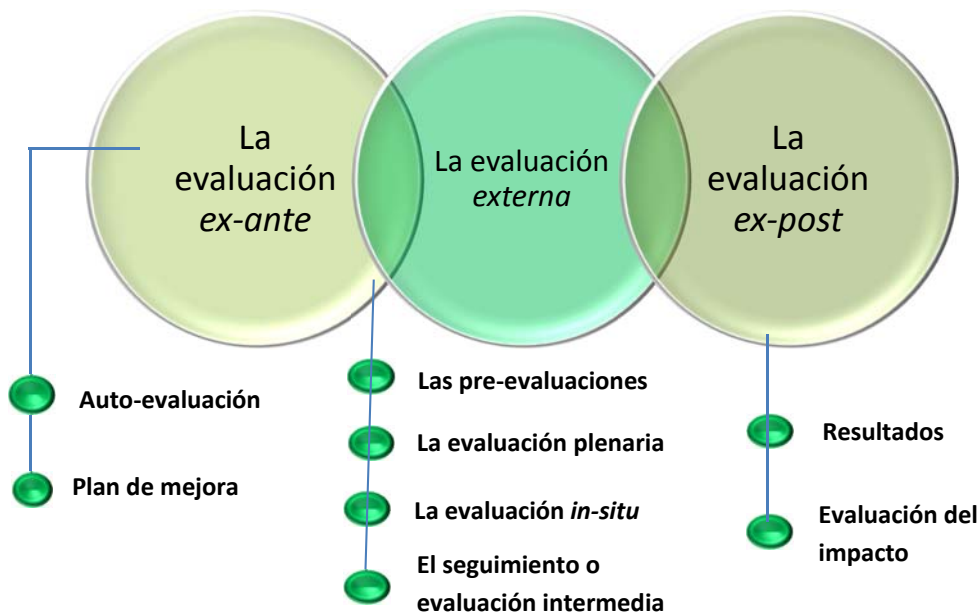 La
evaluación
ex-ante
La evaluación
externa
La
evaluación
ex-post
Auto-evaluación
Plan de mejora
Las pre-evaluaciones
La evaluación plenaria
La evaluación in-situ
El seguimiento o
evaluación intermedia
Resultados
Evaluación del
impacto